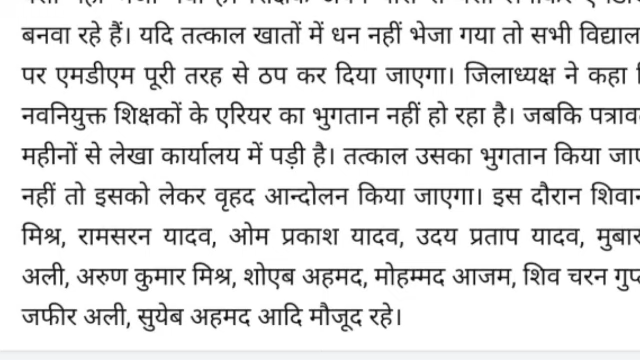 बनवा रहे हैं। यदि तत्काल खातों में धन नहीं भेजा गया तो सभी
पर एमडीएम पूरी तरह से ठप कर दिया जाएगा। जिलाध्यक्ष ने कहा
नवनियुक्त शिक्षकों के एरियर का भुगतान नहीं हो रहा है। जबकि
महीनों से लेखा कार्यालय में पड़ी है। तत्काल उसका भुगतान किया
नहीं तो इसको लेकर वृहद आन्दोलन किया जाएगा। इस दौरान
मिश्र, रामसरन यादव, ओम प्रकाश यादव, उदय प्रताप यादव,
अली, अरुण कुमार मिश्र, शोएब अहमद, मोहम्मद आजम, शिव चरन
जफीर अली, सुयेब अहमद आदि मौजूद रहे।